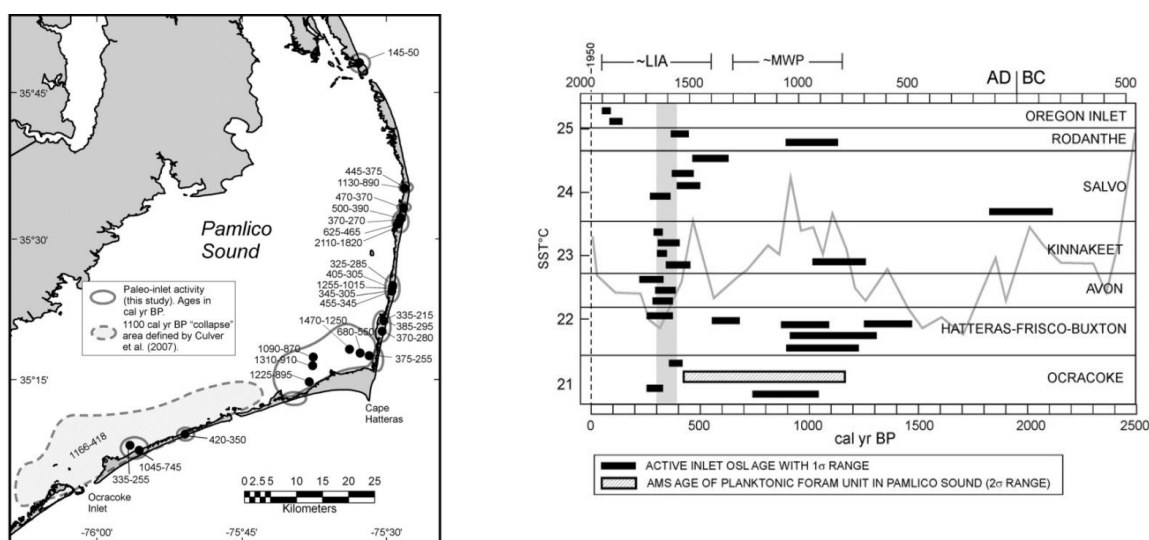 145-50
35°45'
445-375
1130-890
470-370
500-390
370-270
625-465
2110-1820
Pamlico
Sound
35°30'
325-285
405-305
1255-1015
345-305
455-345
Paleo-inlet activity
(this study). Ages in
cal yr BP.
1100 cal yr BP "collapse"
area defined by Culver
et al. (2007).
1470-1250
680-550
335-215
385-295
370-280
1090-870
1310-910
1225-895
375-255
35°15'
Cape
Hatteras
1166-418
420-350
1045-745
335-255
Ocracoke
Inlet
0 2.5 5 10 15 20 25
Kilometers
-76°00'
-75°45'
-75°30'
1950
~LIA
~MWP
2000 1500 1000 500 AD BC 500
OREGON INLET
25
RODANTHE
SALVO
24
SST°C
23
KINNAKEET
AVON
22
HATTERAS-FRISCO-BUXTON
21
OCRACOKE
0 500 1000 1500 2000 2500
cal yr BP
ACTIVE INLET OSL AGE WITH 1σ RANGE
AMS AGE OF PLANKTONIC FORAM UNIT IN PAMLICO SOUND (2σ RANGE)